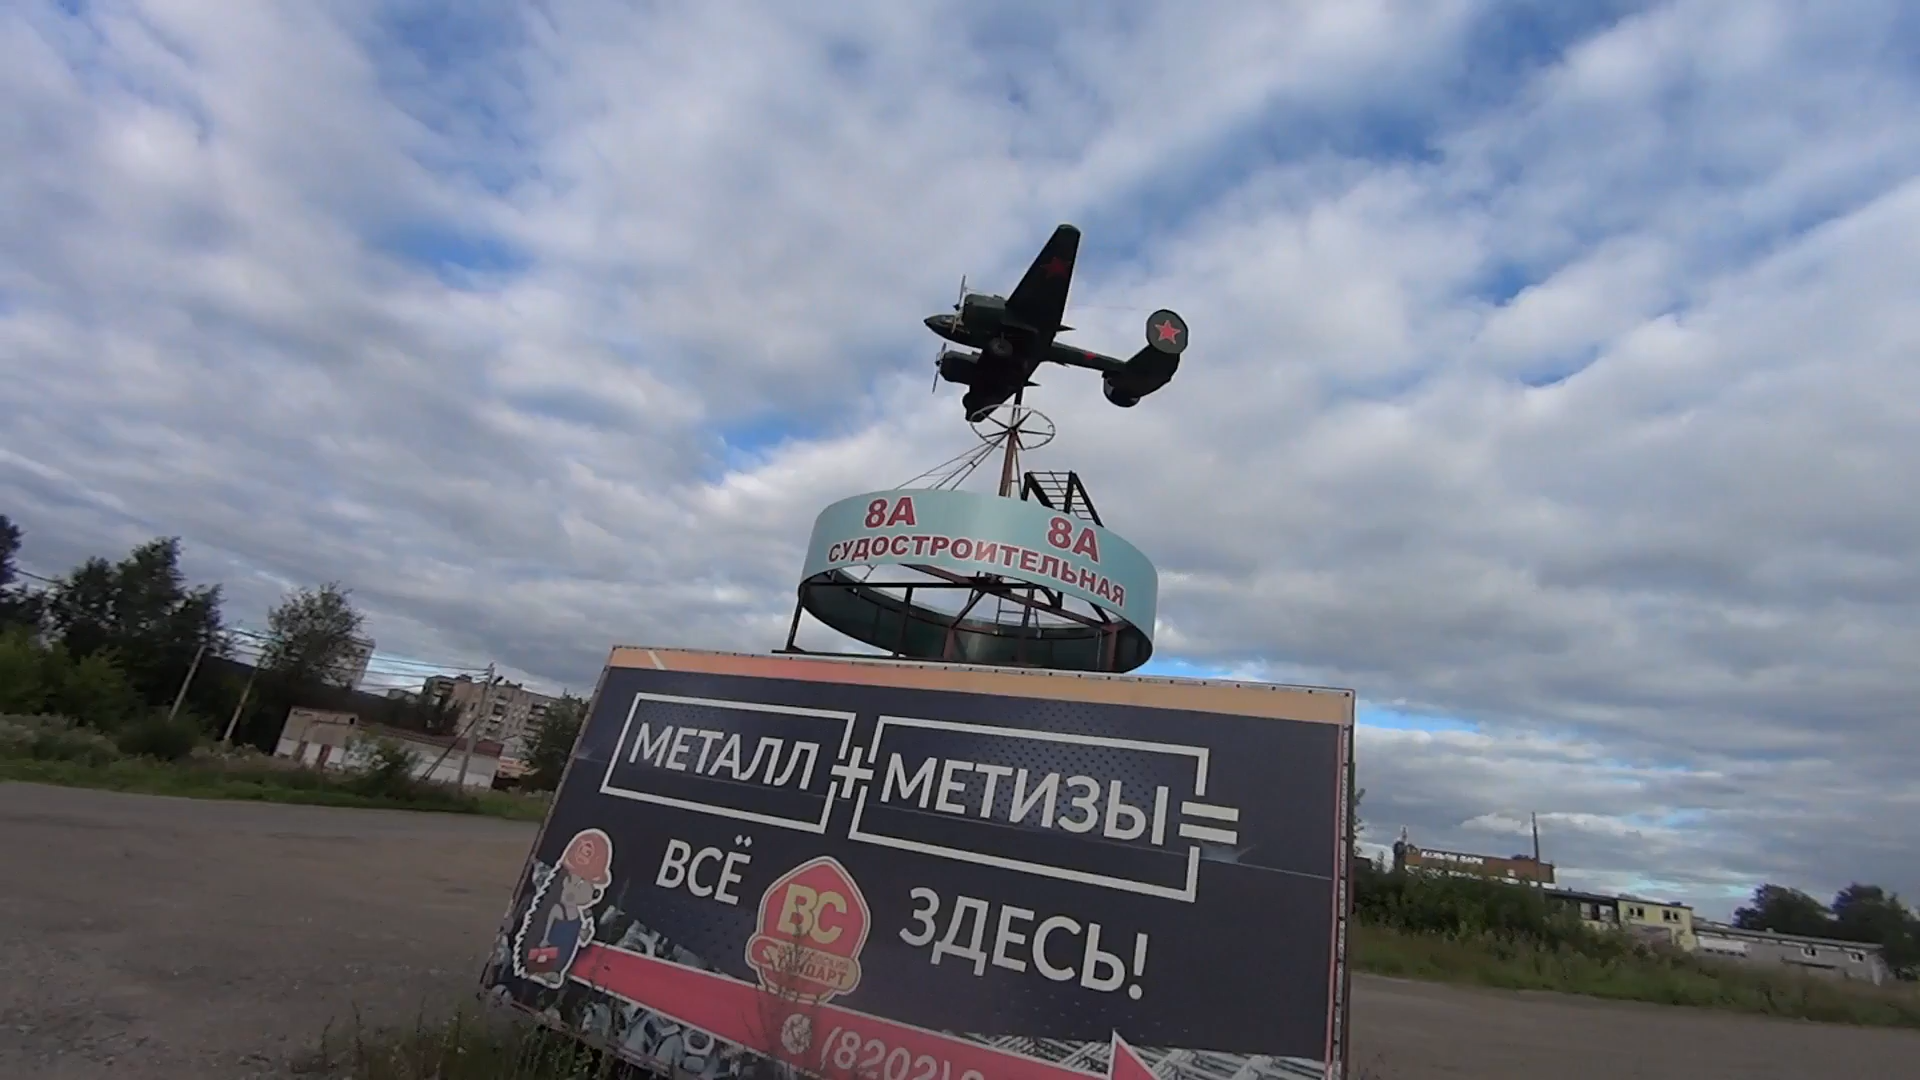 8А 8А
СУДОСТРОИТЕЛЬНАЯ
МЕТАЛЛ + МЕТИЗЫ =
ВСЁ ВС ЗДЕСЬ!
(8202)